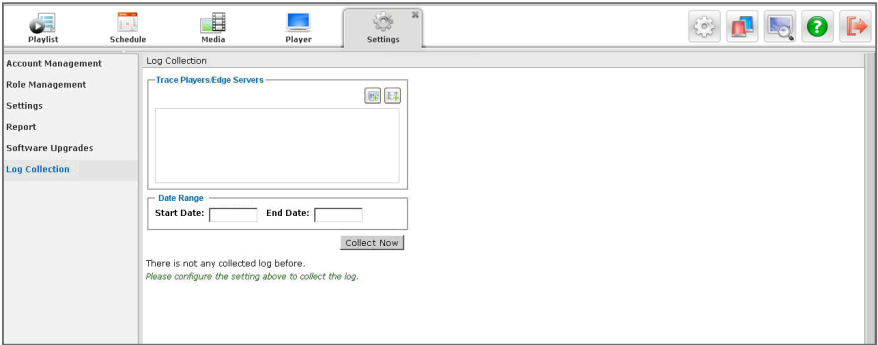 Playlist
Schedule
Media
Player
Settings
?
Account Management
Role Management
Settings
Report
Software Upgrades
Log Collection
Log Collection
Trace Players/Edge Servers
Date Range
Start Date:
End Date:
Collect Now
There is not any collected log before.
Please configure the setting above to collect the log.